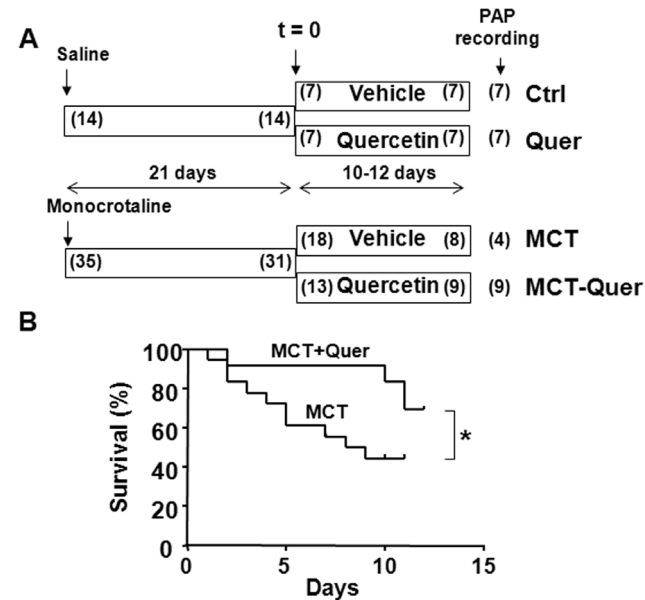 A
Saline
t = 0
PAP
recording
(14) (14)
(7) Vehicle (7) (7) Ctrl
(7) Quercetin (7) (7) Quer
21 days 10-12 days
Monocrotaline
(35) (31)
(18) Vehicle (8) (4) MCT
(13) Quercetin (9) (9) MCT-Quer
B
Survival (%)
100
80
60
40
20
0
MCT+Quer
MCT
*
0 5 10 15
Days